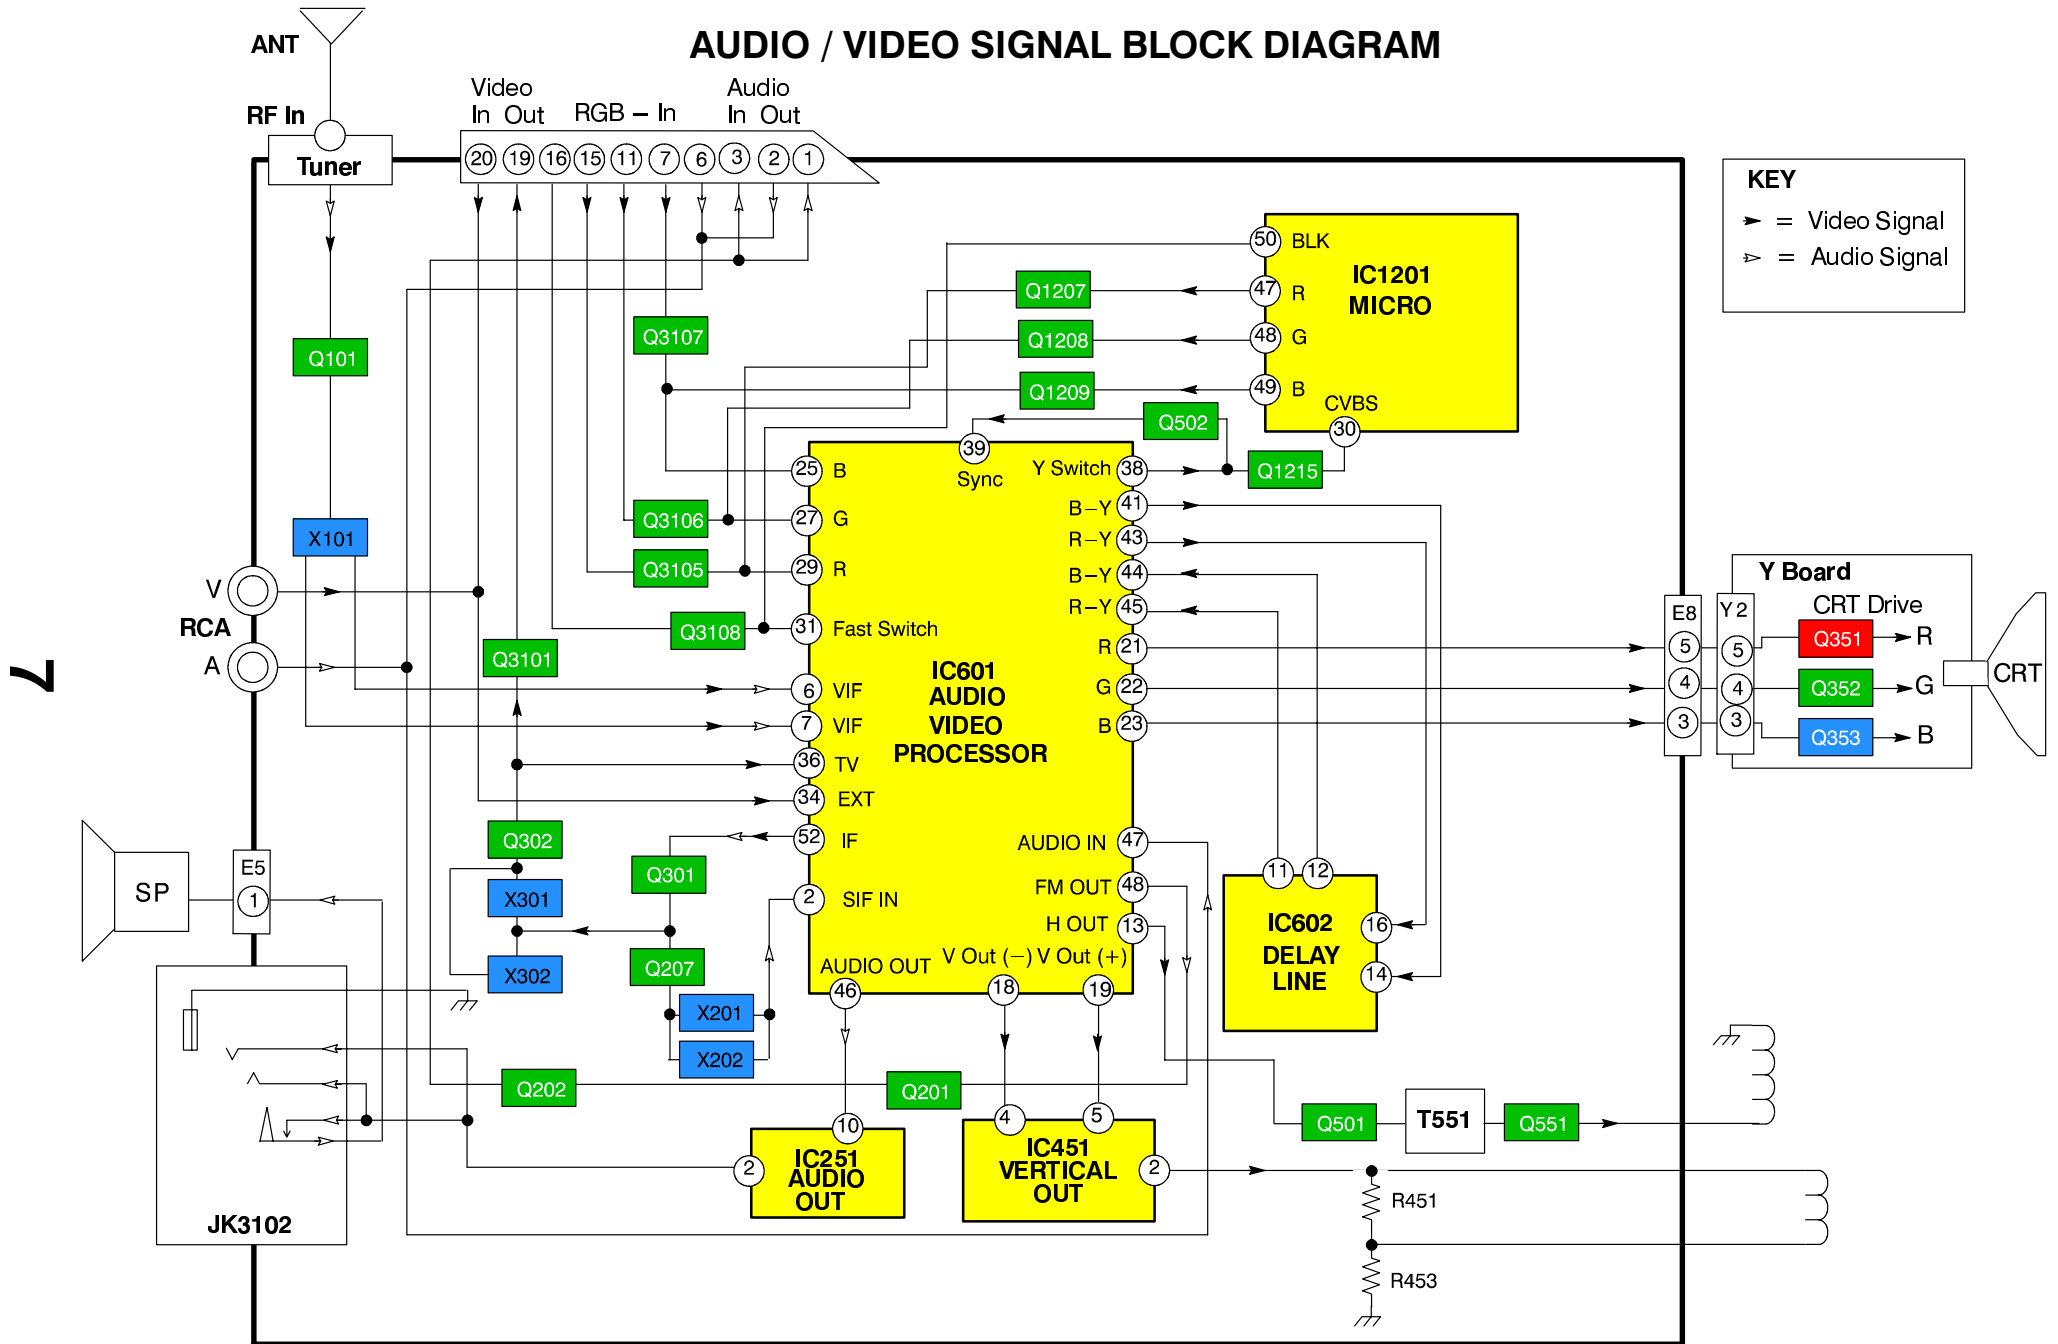 AUDIO / VIDEO SIGNAL BLOCK DIAGRAM
ANT
RF In
Tuner
Video
In Out
RGB – In
Audio
In Out
20 19 16 15 11 7 6 3 2 1
KEY
= Video Signal
= Audio Signal
50 BLK
47 R
48 G
49 B
IC1201
MICRO
CVBS
30
Q1207
Q1208
Q1209
Q3107
Q101
Q502
Q1215
X101
39
Sync
25 B
27 G
29 R
31 Fast Switch
6 VIF
7 VIF
36 TV
34 EXT
52 IF
2 SIF IN
AUDIO OUT
46
IC601
AUDIO
VIDEO
PROCESSOR
Y Switch 38
B–Y 41
R–Y 43
B–Y 44
R–Y 45
R 21
G 22
B 23
AUDIO IN 47
FM OUT 48
H OUT 13
V Out (–) V Out (+)
18 19
Q3106
Q3105
Q3108
Q3101
V
RCA
A
7
Q302
X301
X302
Q301
Q207
X201
X202
Q202
Q201
SP
E5
1
JK3102
11 12
16
14
IC602
DELAY
LINE
E8
5
4
3
Y2
5
4
3
Y Board
CRT Drive
Q351 R
Q352 G
Q353 B
CRT
10
2
IC251
AUDIO
OUT
4 5
2
IC451
VERTICAL
OUT
Q501
T551
Q551
R451
R453